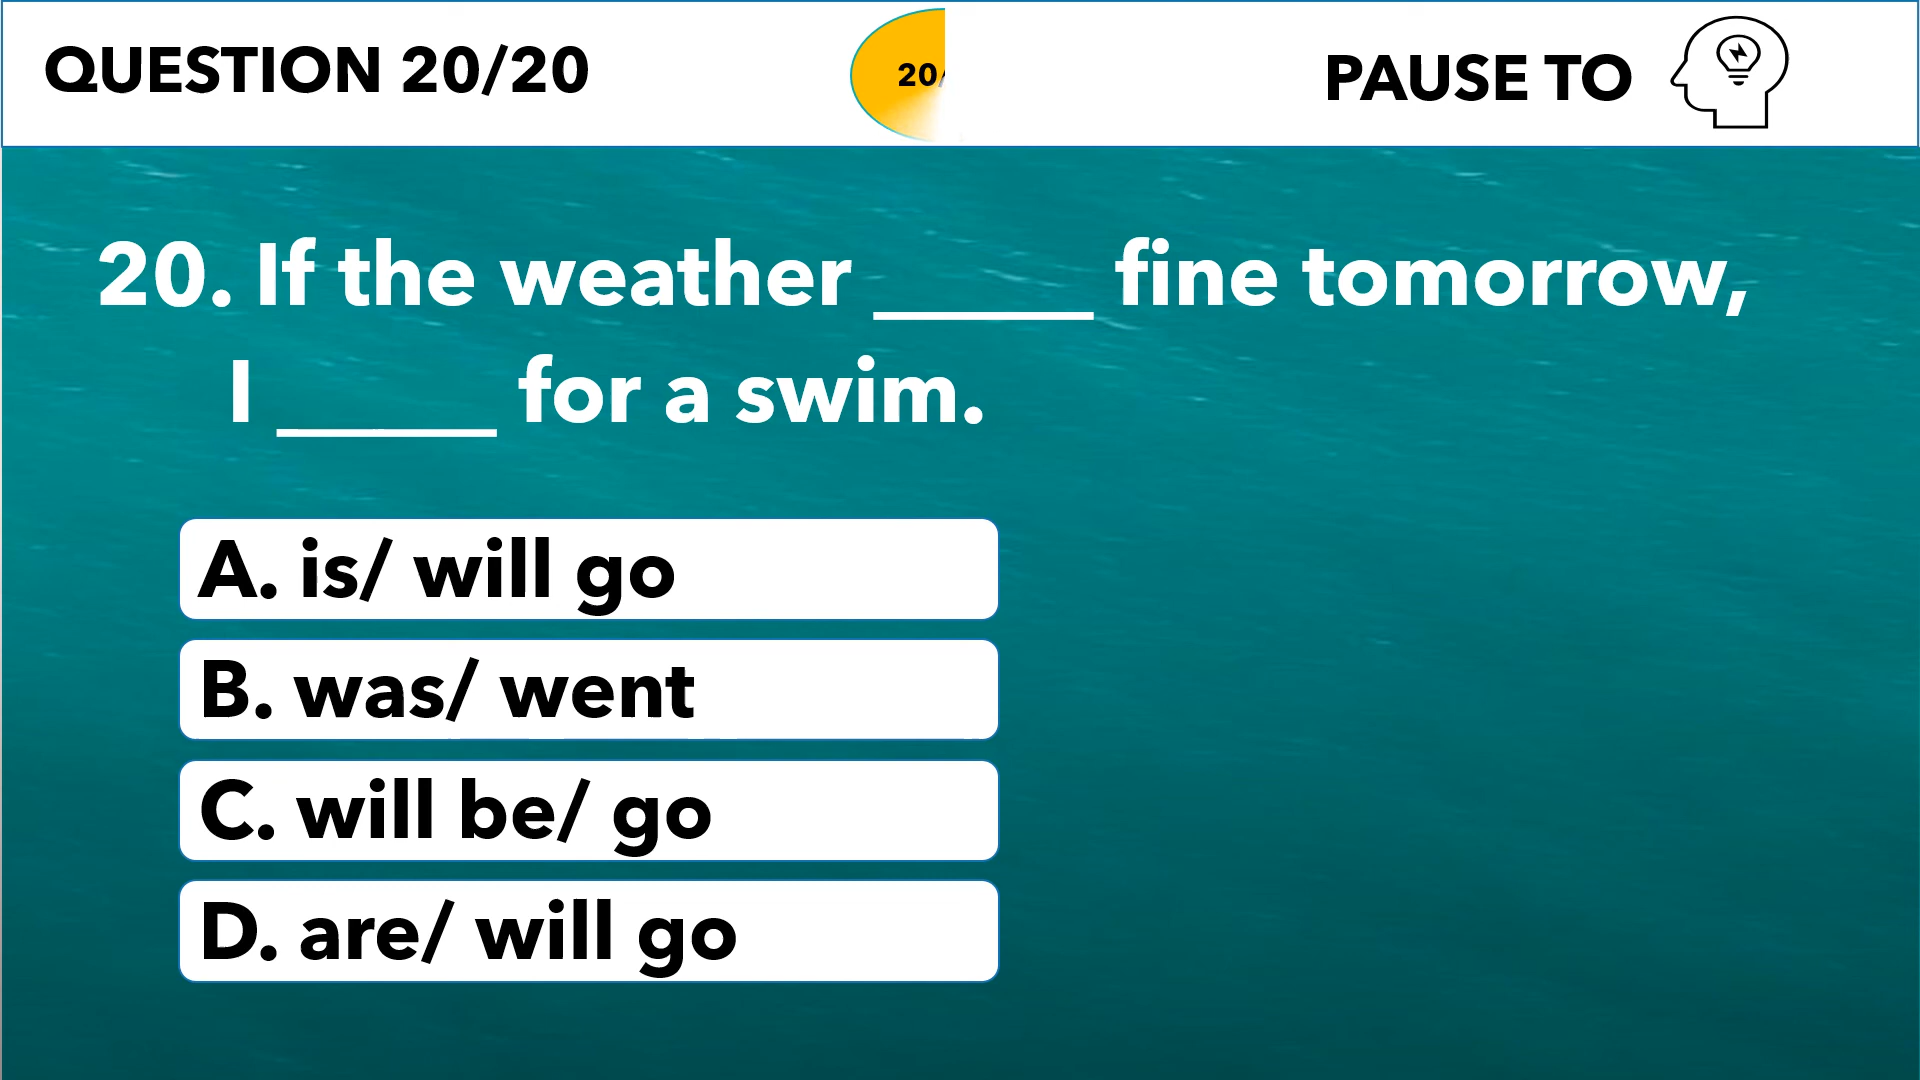 QUESTION 20/20
20/
PAUSE TO
20. If the weather _____ fine tomorrow,
I _____ for a swim.
A. is/ will go
B. was/ went
C. will be/ go
D. are/ will go